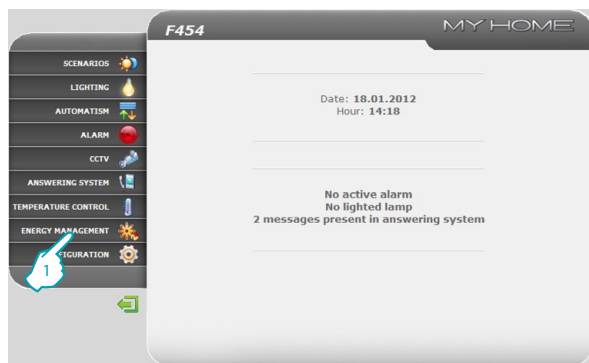 F454
MY HOME
SCENARIOS
LIGHTING
AUTOMATISM
ALARM
CCTV
ANSWERING SYSTEM
TEMPERATURE CONTROL
ENERGY MANAGEMENT
FIGURATION
1
Date: 18.01.2012
Hour: 14:18
No active alarm
No lighted lamp
2 messages present in answering system